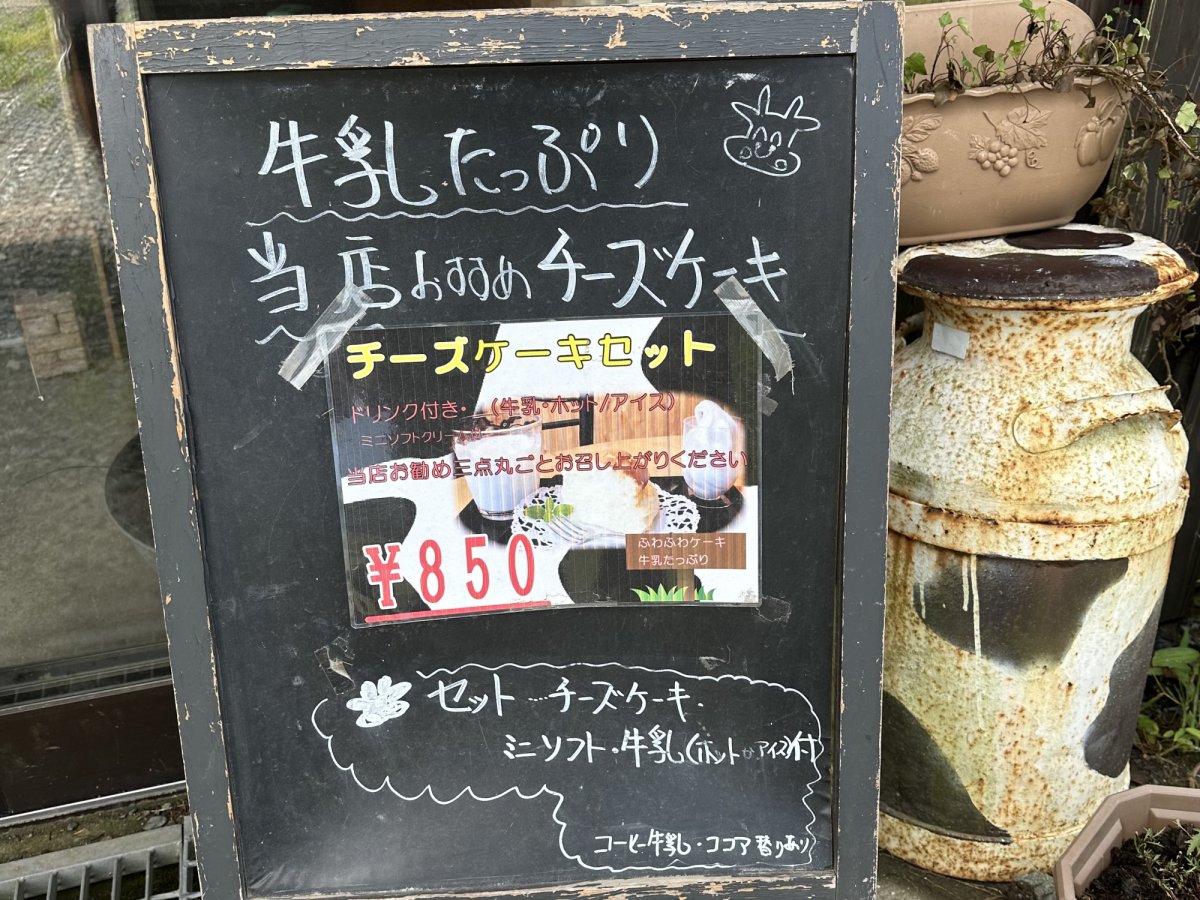 牛乳たっぷり
当店おすすめチーズケーキ
チーズケーキセット
ドリンク付き・ (牛乳・ホット/アイス)
ミニソフトクリーム
当店お勧め三点丸ごとお召し上がりください
ふわふわケーキ
牛乳たっぷり
¥850
セット…チーズケーキ・
ミニソフト・牛乳(ホットかアイス)付
コーヒー牛乳・ココア替りあり